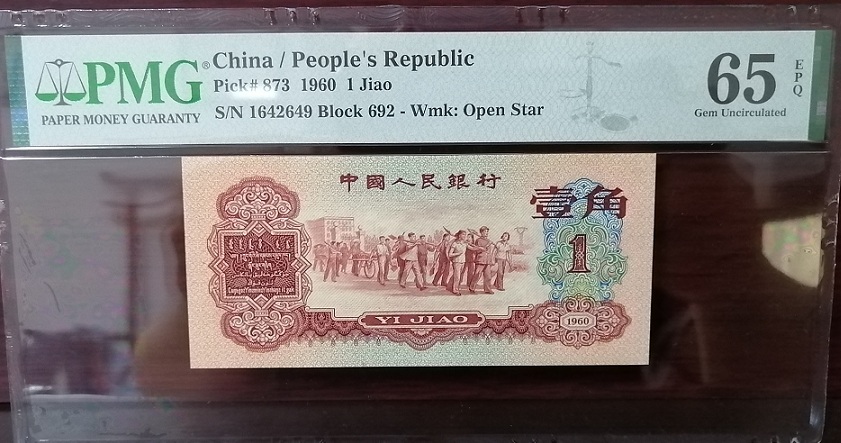 PMG®
PAPER MONEY GUARANTY
China / People's Republic
Pick# 873 1960 1 Jiao
S/N 1642649 Block 692 - Wmk: Open Star
65
EPQ
Gem Uncirculated
中國人民銀行
壹角
1
YI JIAO
1960